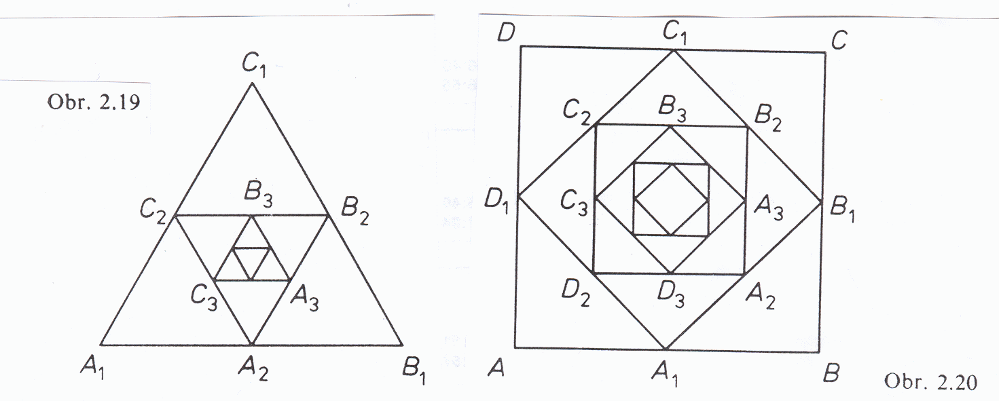 Obr. 2.19
C₁
C₂ B₃ B₂
C₃ A₃
A₁ A₂ B₁
D C₁ C
C₂ B₃ B₂
D₁ C₃ A₃ B₁
D₂ D₃ A₂
A A₁ B
Obr. 2.20